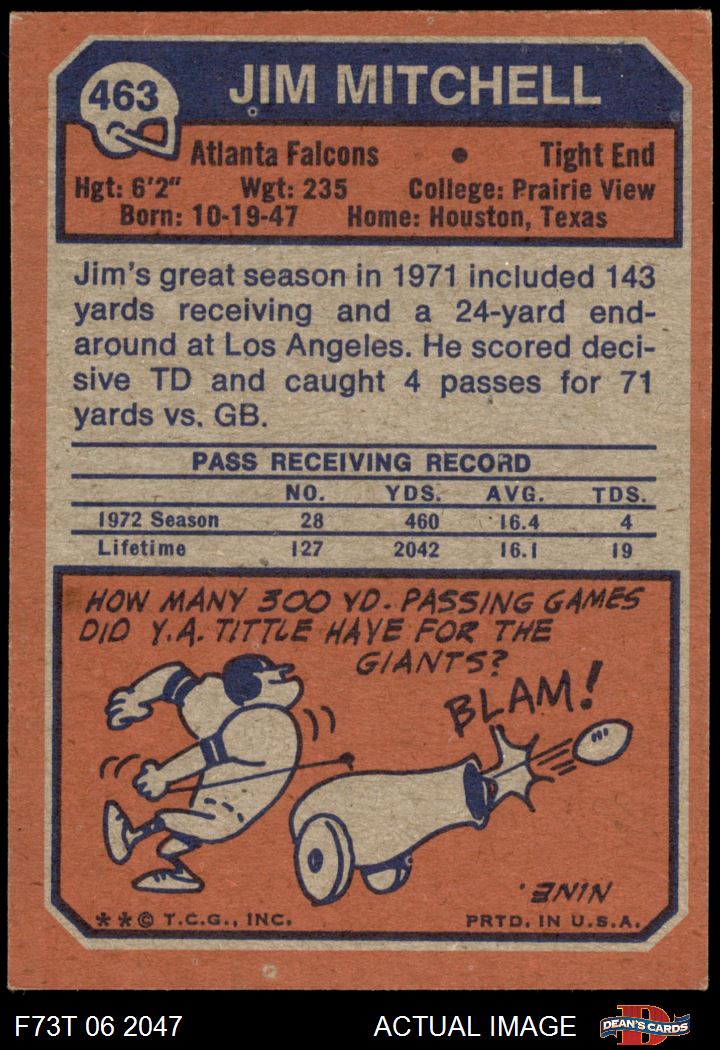 463
JIM MITCHELL
Atlanta Falcons • Tight End
Hgt: 6'2" Wgt: 235 College: Prairie View
Born: 10-19-47 Home: Houston, Texas
Jim's great season in 1971 included 143
yards receiving and a 24-yard end-
around at Los Angeles. He scored deci-
sive TD and caught 4 passes for 71
yards vs. GB.
PASS RECEIVING RECORD
NO. YDS. AVG. TDS.
1972 Season 28 460 16.4 4
Lifetime 127 2042 16.1 19
HOW MANY 300 YD. PASSING GAMES
DID Y.A. TITTLE HAVE FOR THE
GIANTS?
BLAM!
NINE.
**© T.C.G., INC. PRTD. IN U.S.A.
F73T 06 2047 ACTUAL IMAGE
D
DEAN'S CARDS